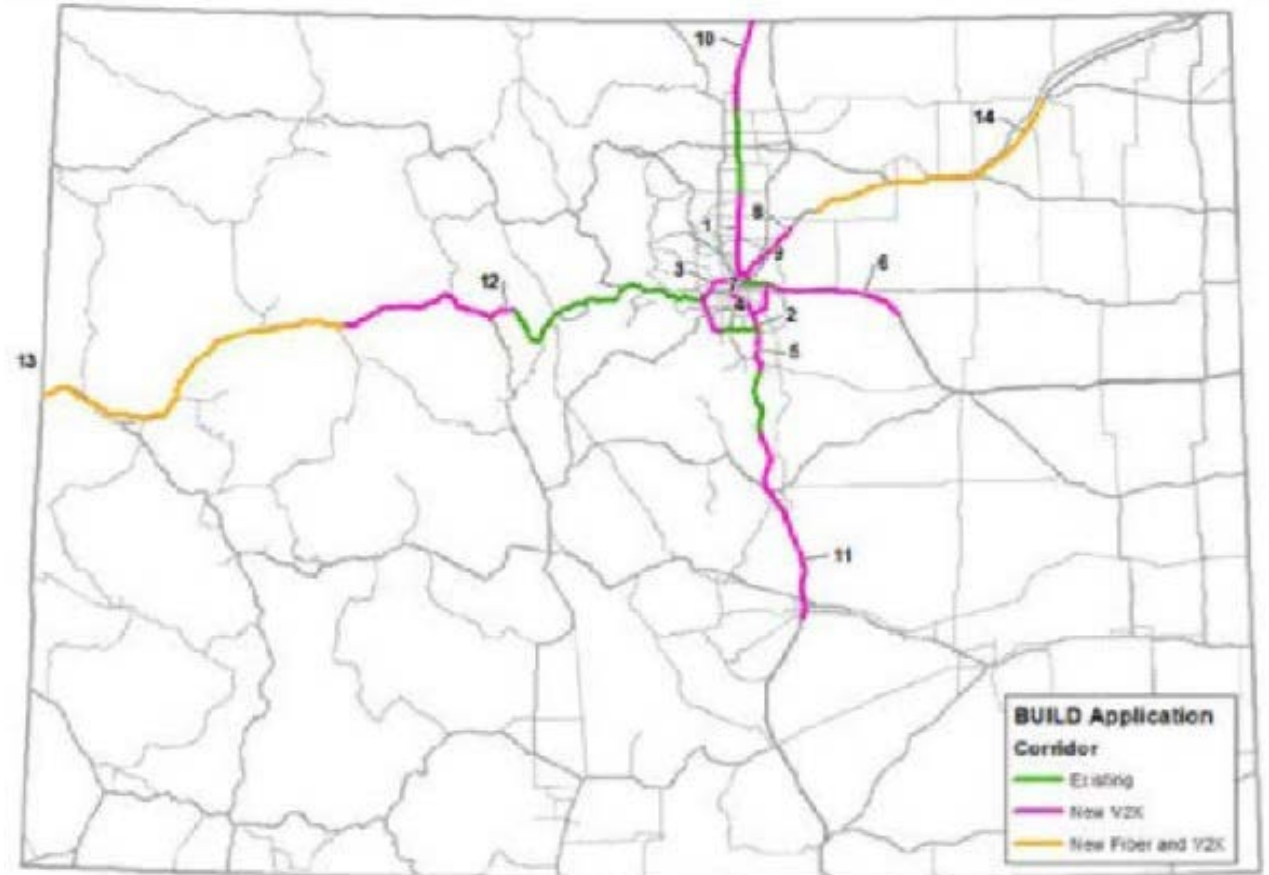 10
14
1
8
9
3
7
6
12
4
2
5
13
11
BUILD Application
Corridor
Existing
New V2X
New Fiber and V2X